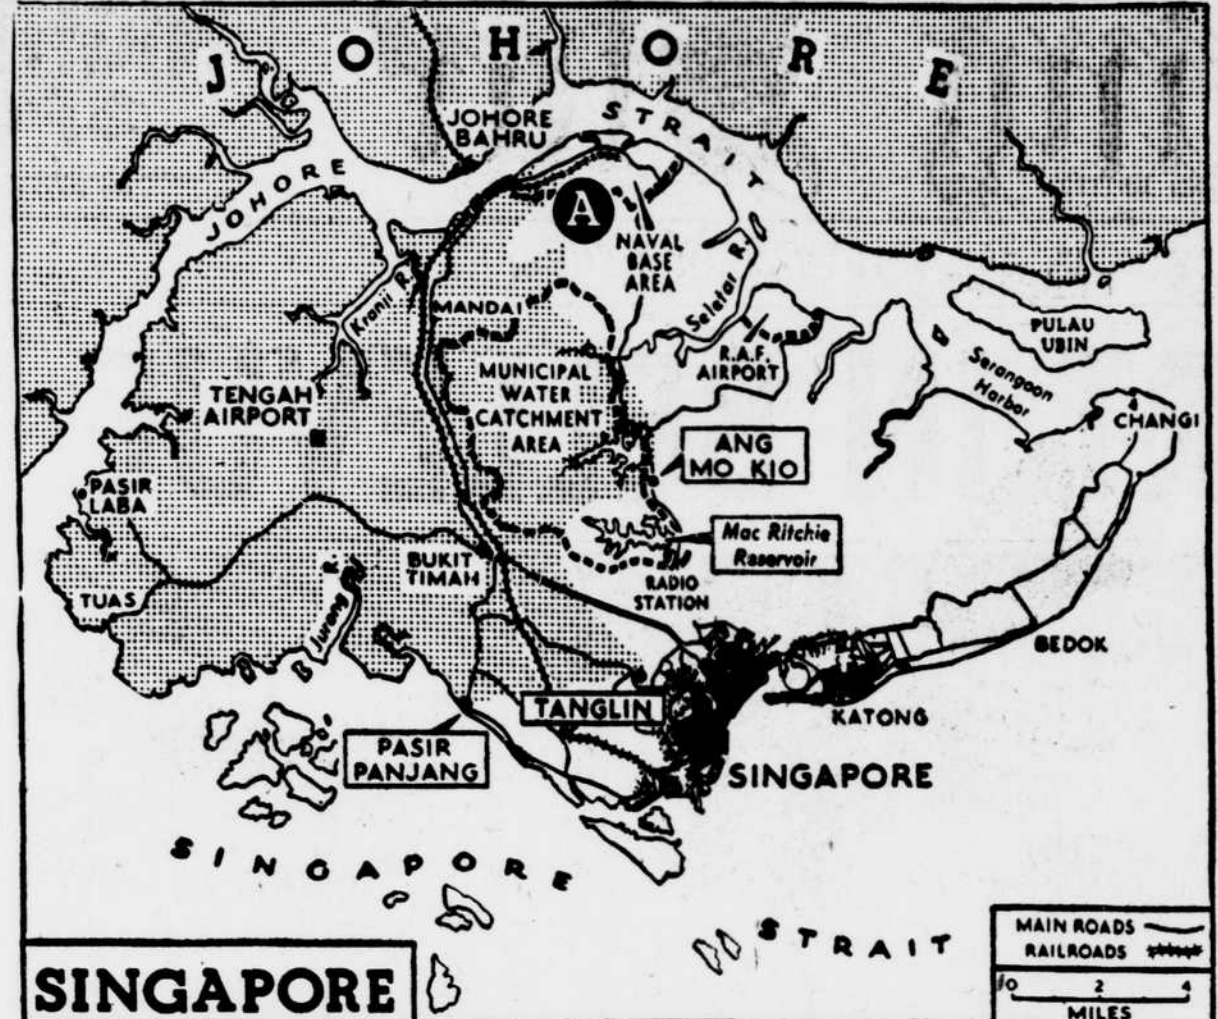 JOHORE
JOHORE
BAHRU
JOHORE STRAIT
A
NAVAL
BASE
AREA
Kranji R.
MANDAI
Seletar R.
R.A.F.
AIRPORT
PULAU
UBIN
Serangoon
Harbor
CHANGI
TENGAH
AIRPORT
MUNICIPAL
WATER
CATCHMENT
AREA
ANG
MO KIO
PASIR
LABA
Mac Ritchie
Reservoir
BUKIT
TIMAH
RADIO
STATION
TUAS
Jurong R.
BEDOK
TANGLIN
KATONG
PASIR
PANJANG
SINGAPORE
SINGAPORE STRAIT
MAIN ROADS
RAILROADS
0 2 4
MILES
SINGAPORE